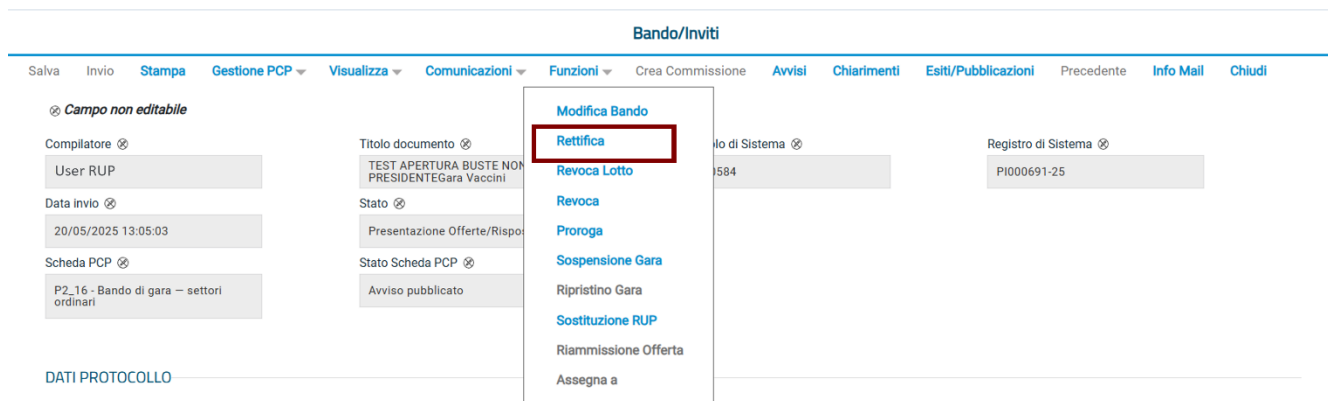 Bando/Inviti
Salva Invio Stampa Gestione PCP Visualizza Comunicazioni Funzioni Crea Commissione Avvisi Chiarimenti Esiti/Pubblicazioni Precedente Info Mail Chiudi
Campo non editabile
Modifica Bando
Rettifica
Revoca Lotto
Revoca
Proroga
Sospensione Gara
Ripristino Gara
Sostituzione RUP
Riammissione Offerta
Assegna a
Compilatore
User RUP
Titolo documento
TEST APERTURA BUSTE NON
PRESIDENTEGara Vaccini
di Sistema
0584
Registro di Sistema
PI000691-25
Data invio
20/05/2025 13:05:03
Stato
Presentazione Offerte/Rispos
Scheda PCP
P2_16 - Bando di gara – settori
ordinari
Stato Scheda PCP
Avviso pubblicato
DATI PROTOCOLLO